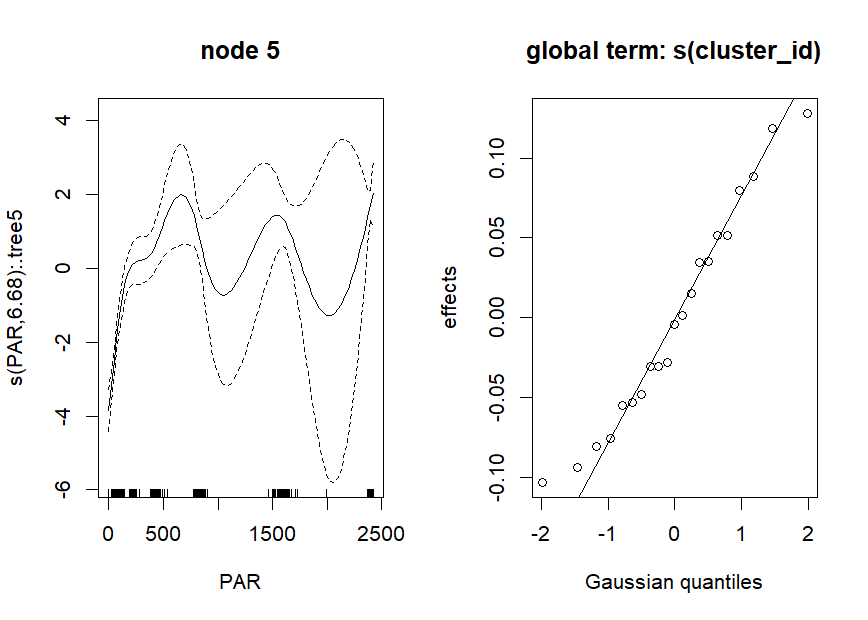 node 5
s(PAR,6.68)::.tree5
4
2
0
-2
-4
-6
0 500 1500 2500
PAR
global term: s(cluster_id)
effects
0.10
0.05
0.00
-0.05
-0.10
-2 -1 0 1 2
Gaussian quantiles